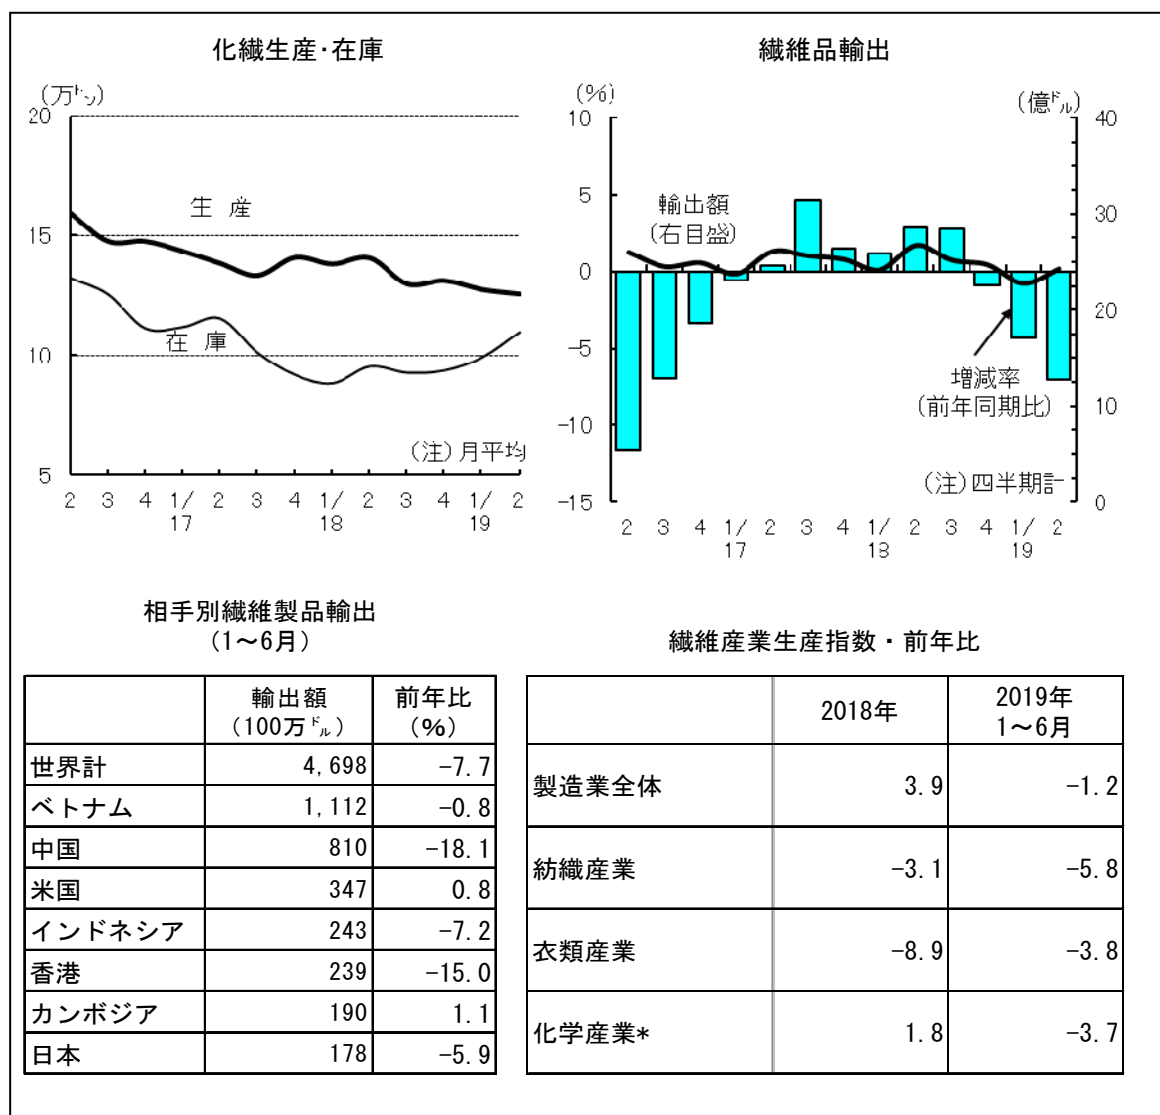 化繊生産・在庫
(万㌧)
20
15
10
5
生 産
在 庫
(注)月平均
2 3 4 1/ 2 3 4 1/ 2 3 4 1/ 2
17 18 19
繊維品輸出
(%)
(億㌦)
10
5
0
-5
-10
-15
40
30
20
10
0
輸出額
(右目盛)
増減率
(前年同期比)
(注)四半期計
2 3 4 1/ 2 3 4 1/ 2 3 4 1/ 2
17 18 19
相手別繊維製品輸出
(1～6月)
輸出額 前年比
(100万㌦) (%)
世界計 4,698 -7.7
ベトナム 1,112 -0.8
中国 810 -18.1
米国 347 0.8
インドネシア 243 -7.2
香港 239 -15.0
カンボジア 190 1.1
日本 178 -5.9
繊維産業生産指数・前年比
2018年 2019年
1～6月
製造業全体 3.9 -1.2
紡織産業 -3.1 -5.8
衣類産業 -8.9 -3.8
化学産業* 1.8 -3.7